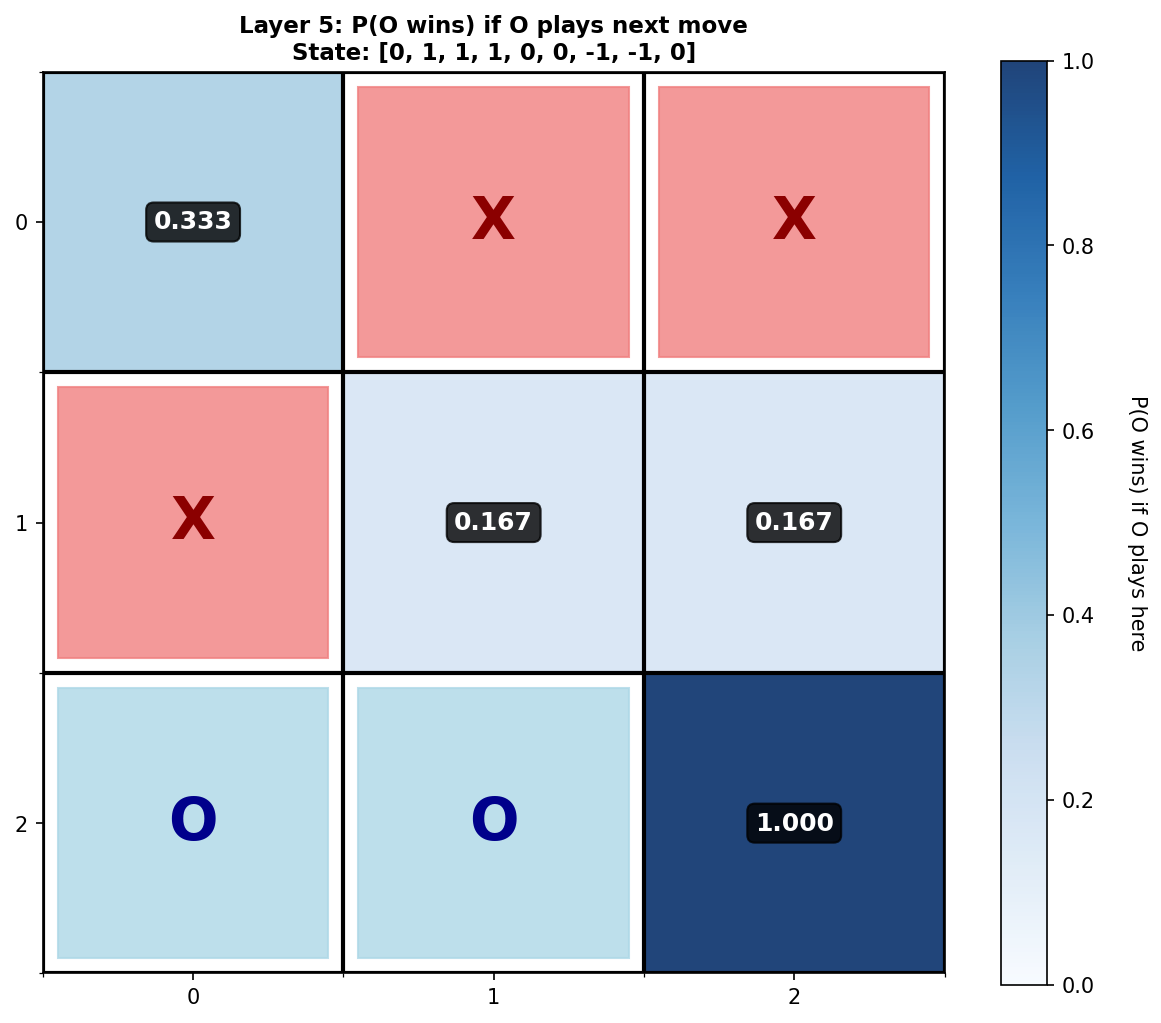 Layer 5: P(O wins) if O plays next move
State: [0, 1, 1, 1, 0, 0, -1, -1, 0]
0
0.333
X
X
1
X
0.167
0.167
2
O
O
1.000
0
1
2
1.0
0.8
0.6
0.4
0.2
0.0
P(O wins) if O plays here